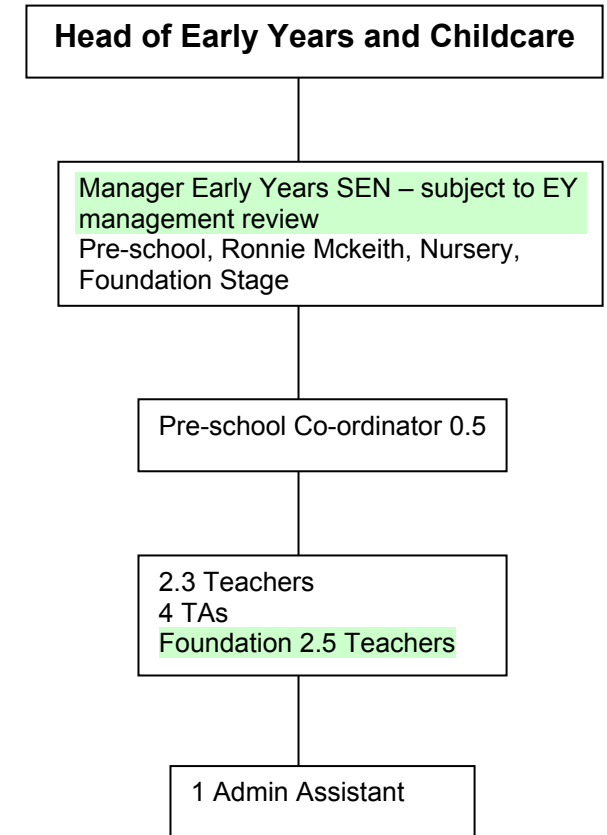 Head of Early Years and Childcare
Manager Early Years SEN – subject to EY
management review
Pre-school, Ronnie Mckeith, Nursery,
Foundation Stage
Pre-school Co-ordinator 0.5
2.3 Teachers
4 TAs
Foundation 2.5 Teachers
1 Admin Assistant